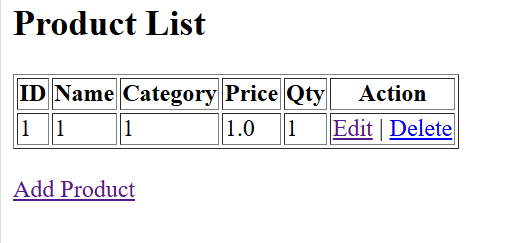 Product List
ID Name Category Price Qty Action
1 1 1 1.0 1 Edit | Delete
Add Product